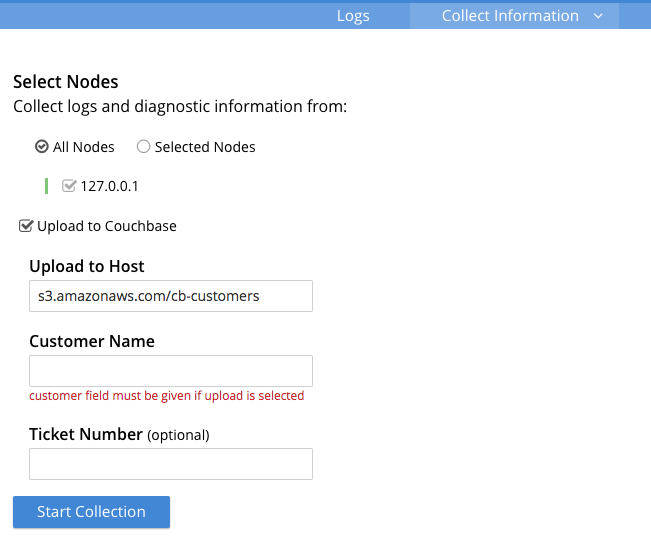 Logs Collect Information
Select Nodes
Collect logs and diagnostic information from:
All Nodes Selected Nodes
127.0.0.1
Upload to Couchbase
Upload to Host
s3.amazonaws.com/cb-customers
Customer Name
customer field must be given if upload is selected
Ticket Number (optional)
Start Collection